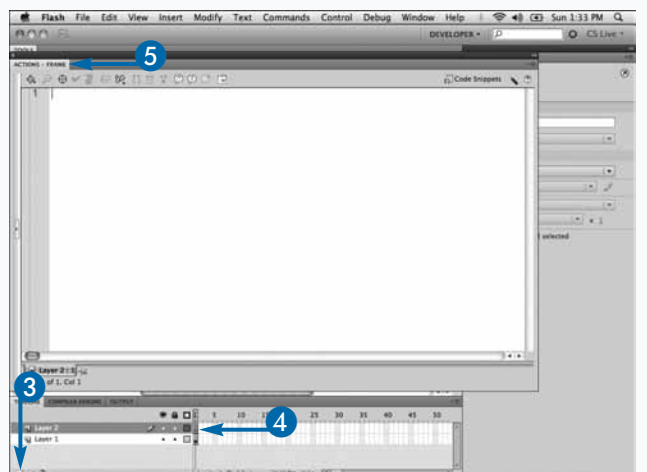 Flash File Edit View Insert Modify Text Commands Control Debug Window Help Sun 1:33 PM
DEVELOPER CS Live
TOOLS
5
ACTIONS - FRAME
Code Snippets
1
× 1
selected
Layer 2 : 1
of 1, Col 1
3
COMPILER ERRORS OUTPUT
5 10 25 30 35 40 45 50
Layer 2
4
Layer 1